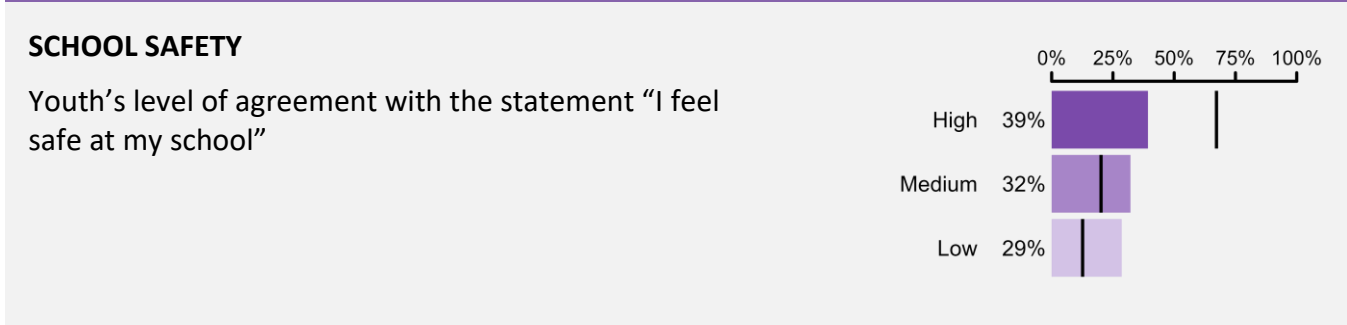 SCHOOL SAFETY
Youth’s level of agreement with the statement “I feel
safe at my school”
0% 25% 50% 75% 100%
High 39%
Medium 32%
Low 29%